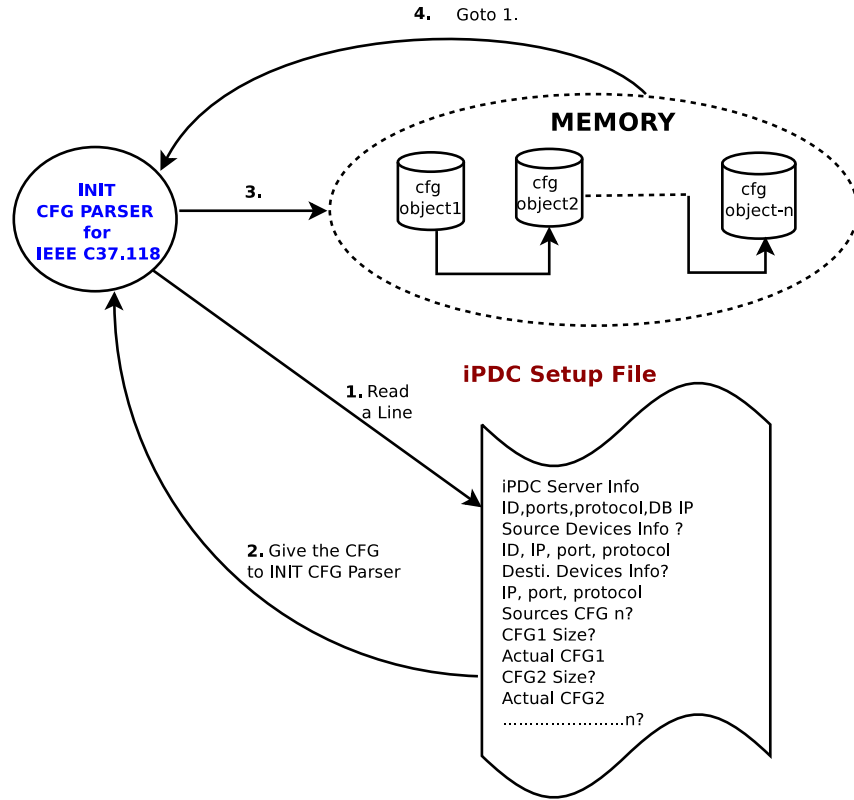 4. Goto 1.
MEMORY
cfg
object1
cfg
object2
cfg
object-n
INIT
CFG PARSER
for
IEEE C37.118
3.
iPDC Setup File
1. Read
a Line
2. Give the CFG
to INIT CFG Parser
iPDC Server Info
ID,ports,protocol,DB IP
Source Devices Info ?
ID, IP, port, protocol
Desti. Devices Info?
IP, port, protocol
Sources CFG n?
CFG1 Size?
Actual CFG1
CFG2 Size?
Actual CFG2
........................n?